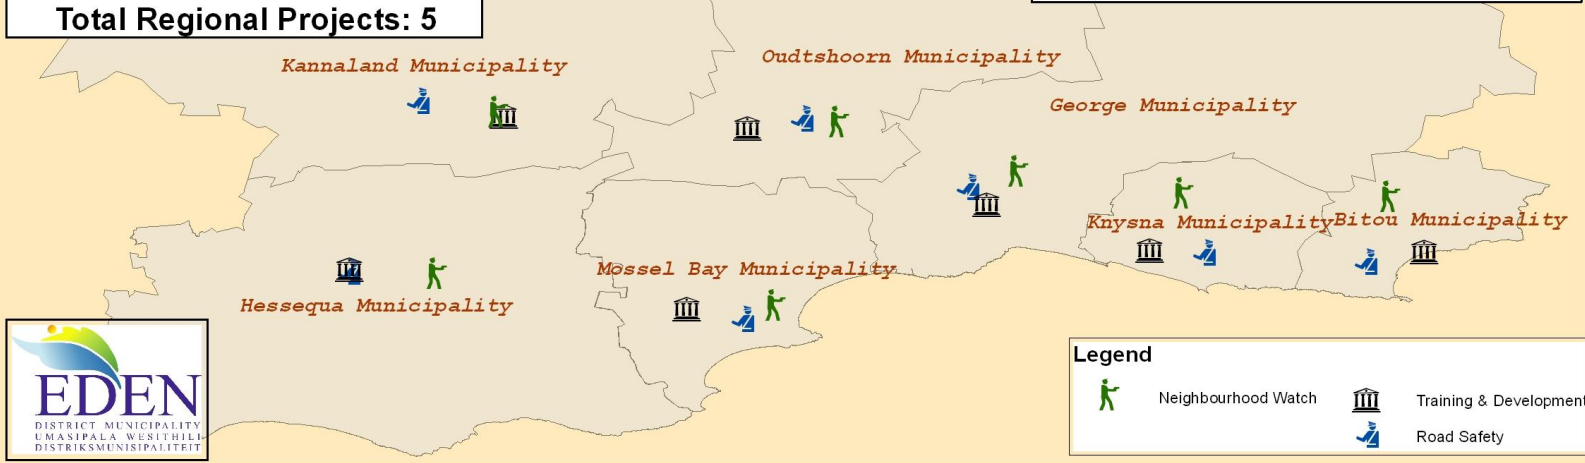 Total Regional Projects: 5
Kannaland Municipality
Oudtshoorn Municipality
George Municipality
Knysna Municipality
Bitou Municipality
Mossel Bay Municipality
Hessequa Municipality
EDEN
DISTRICT MUNICIPALITY
UMASIPALA WESITHILI
DISTRIKSMUNISIPALITEIT
Legend
Neighbourhood Watch
Training & Development
Road Safety